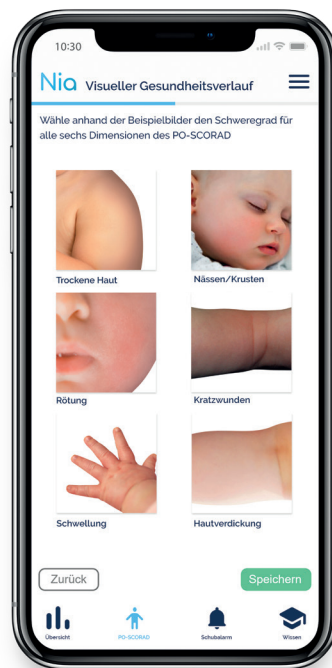 10:30
Nia Visueller Gesundheitsverlauf
Wähle anhand der Beispielbilder den Schweregrad für
alle sechs Dimensionen des PO-SCORAD
Trockene Haut
Nässen/Krusten
Rötung
Kratzwunden
Schwellung
Hautverdickung
Zurück
Speichern
Übersicht
PO-SCORAD
Schubalarm
Wissen